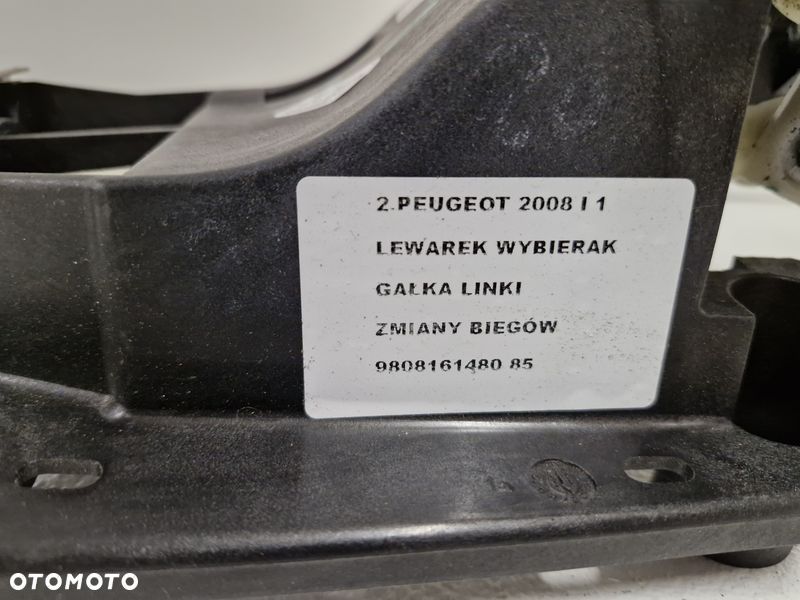 2.PEUGEOT 2008 I 1
LEWAREK WYBIERAK
GAŁKA LINKI
ZMIANY BIEGÓW
9808161480 85
OTOMOTO